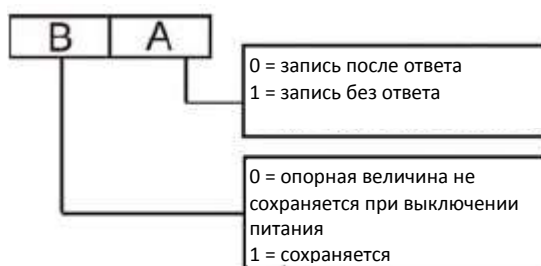 B A
0 = запись после ответа
1 = запись без ответа
0 = опорная величина не
сохраняется при выключении
питания
1 = сохраняется